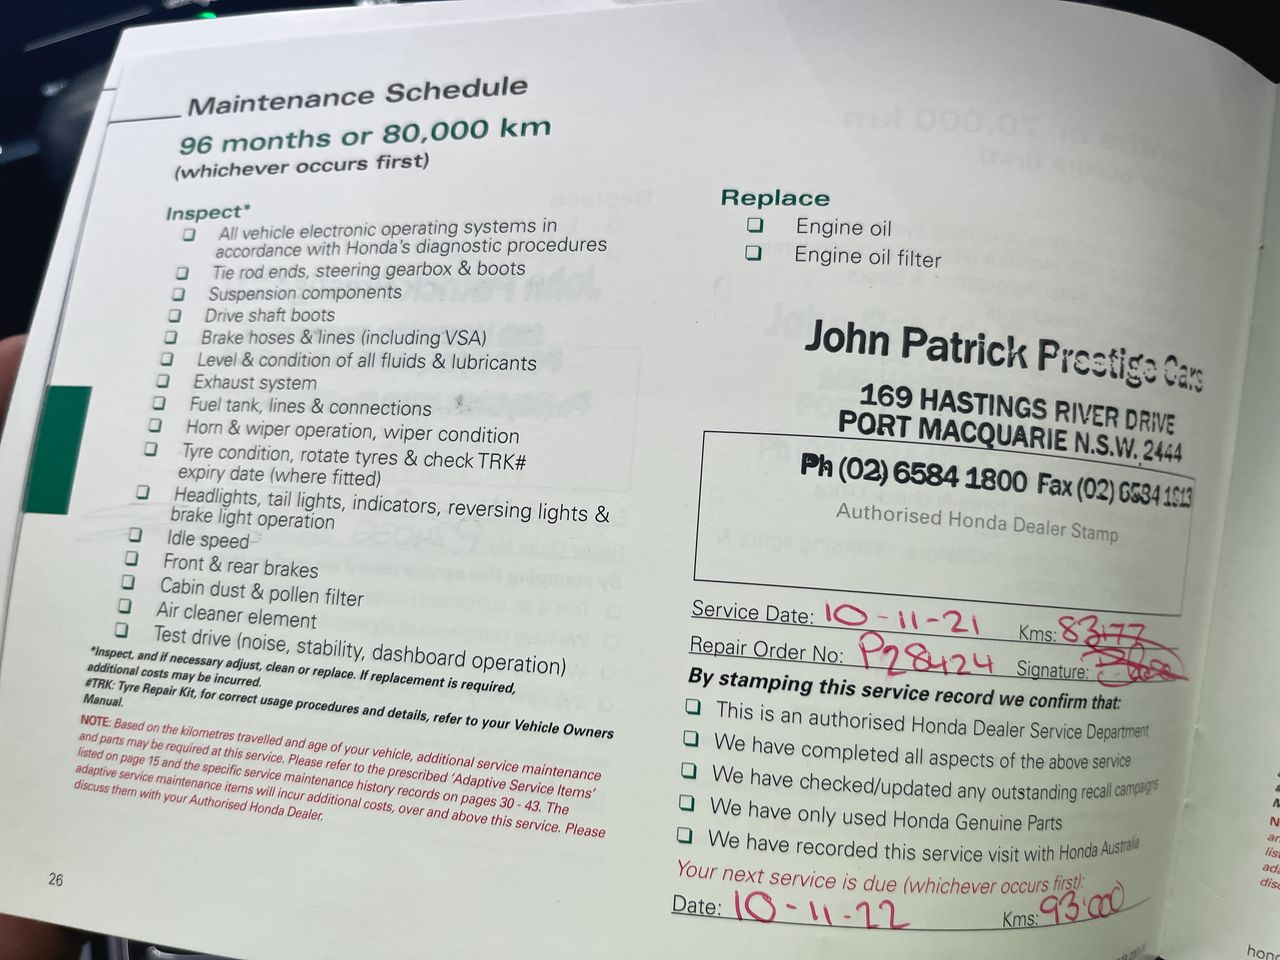 Maintenance Schedule
96 months or 80,000 km
(whichever occurs first)
Inspect*
❏ All vehicle electronic operating systems in
accordance with Honda's diagnostic procedures
❏ Tie rod ends, steering gearbox & boots
❏ Suspension components
❏ Drive shaft boots
❏ Brake hoses & lines (including VSA)
❏ Level & condition of all fluids & lubricants
❏ Exhaust system
❏ Fuel tank, lines & connections
❏ Horn & wiper operation, wiper condition
❏ Tyre condition, rotate tyres & check TRK#
expiry date (where fitted)
❏ Headlights, tail lights, indicators, reversing lights &
brake light operation
❏ Idle speed
❏ Front & rear brakes
❏ Cabin dust & pollen filter
❏ Air cleaner element
❏ Test drive (noise, stability, dashboard operation)
*Inspect, and if necessary adjust, clean or replace. If replacement is required,
additional costs may be incurred.
#TRK: Tyre Repair Kit, for correct usage procedures and details, refer to your Vehicle Owners
Manual.
NOTE: Based on the kilometres travelled and age of your vehicle, additional service maintenance
and parts may be required at this service. Please refer to the prescribed 'Adaptive Service Items'
listed on page 15 and the specific service maintenance history records on pages 30 - 43. The
adaptive service maintenance items will incur additional costs, over and above this service. Please
discuss them with your Authorised Honda Dealer.
26
Replace
❏ Engine oil
❏ Engine oil filter
John Patrick Prestige Cars
169 HASTINGS RIVER DRIVE
PORT MACQUARIE N.S.W. 2444
Ph (02) 6584 1800 Fax (02) 6584 1813
Authorised Honda Dealer Stamp
Service Date: 10-11-21 Kms: 83177
Repair Order No: P28424 Signature:
By stamping this service record we confirm that:
❏ This is an authorised Honda Dealer Service Department
❏ We have completed all aspects of the above service
❏ We have checked/updated any outstanding recall campaigns
❏ We have only used Honda Genuine Parts
❏ We have recorded this service visit with Honda Australia
Your next service is due (whichever occurs first):
Date: 10-11-22 Kms: 93'000